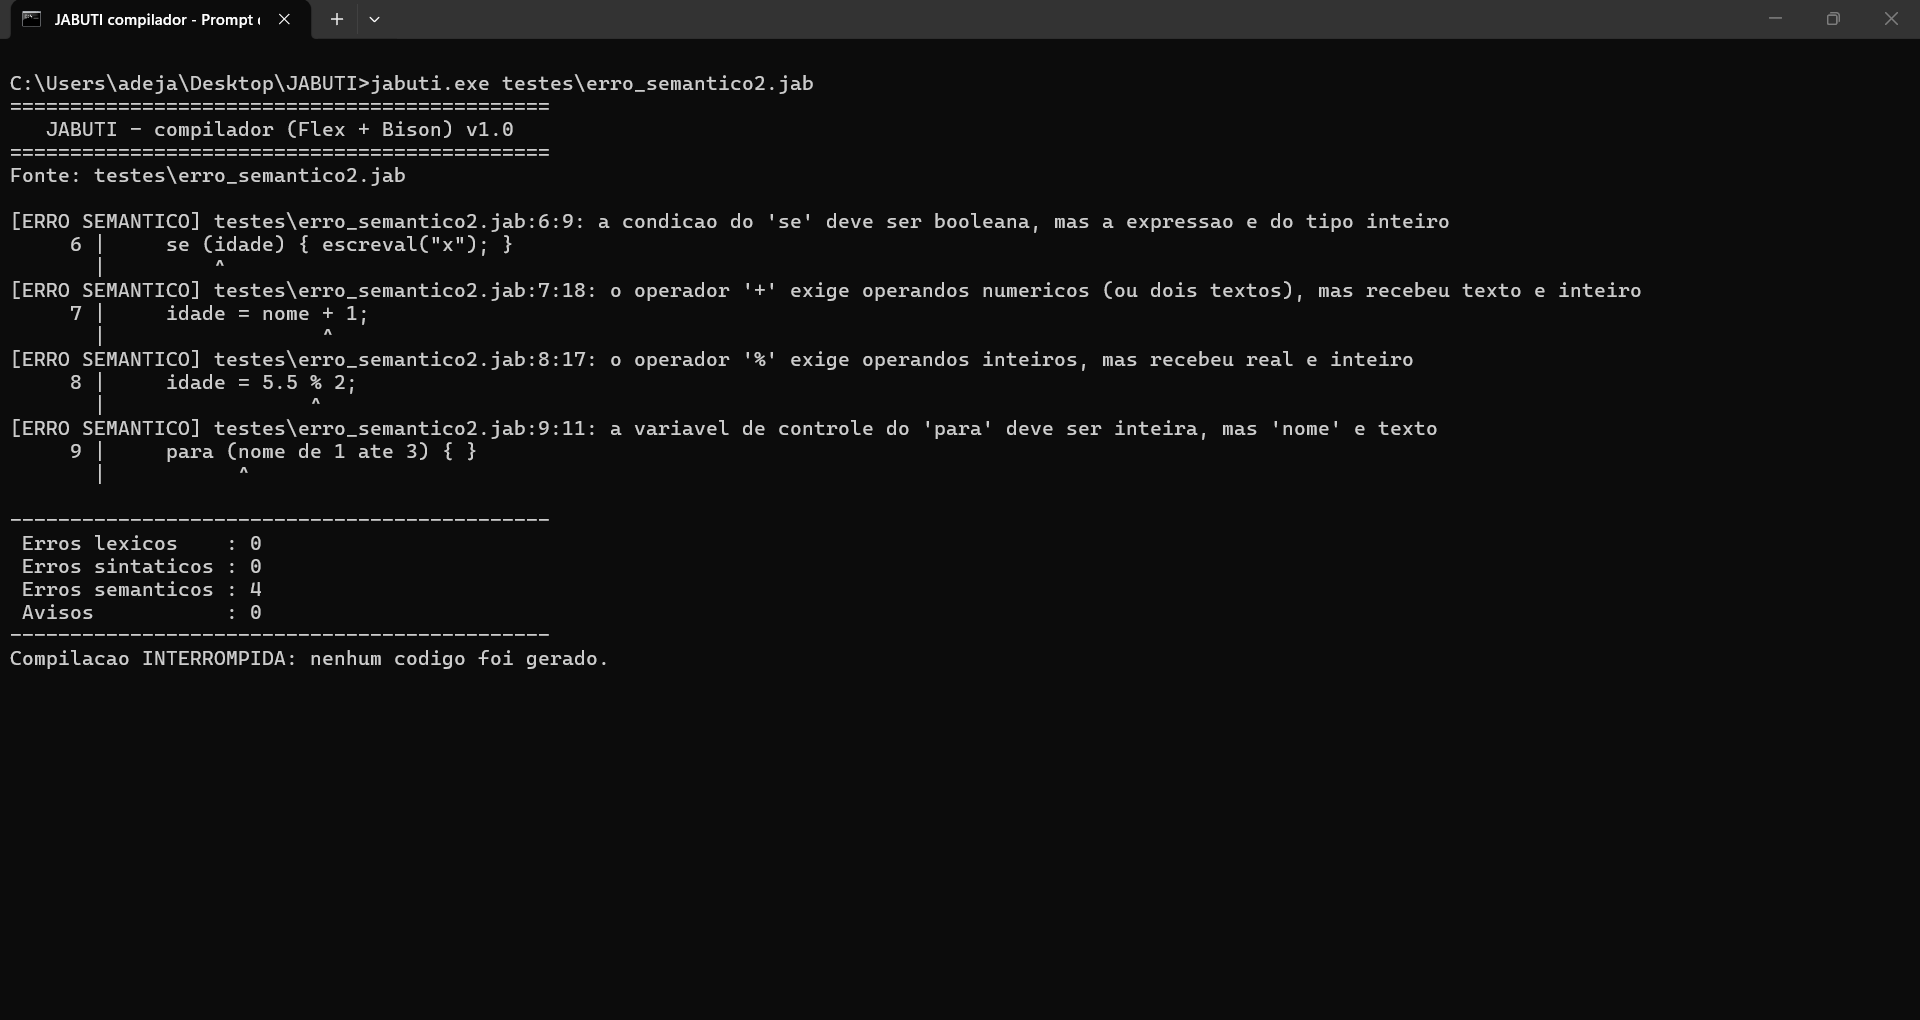 JABUTI compilador - Prompt
C:\Users\adeja\Desktop\JABUTI>jabuti.exe testes\erro_semantico2.jab
=============================================
   JABUTI - compilador (Flex + Bison) v1.0
=============================================
Fonte: testes\erro_semantico2.jab
[ERRO SEMANTICO] testes\erro_semantico2.jab:6:9: a condicao do 'se' deve ser booleana, mas a expressao e do tipo inteiro
     6 |     se (idade) { escreval("x"); }
       |         ^
[ERRO SEMANTICO] testes\erro_semantico2.jab:7:18: o operador '+' exige operandos numericos (ou dois textos), mas recebeu texto e inteiro
     7 |     idade = nome + 1;
       |                  ^
[ERRO SEMANTICO] testes\erro_semantico2.jab:8:17: o operador '%' exige operandos inteiros, mas recebeu real e inteiro
     8 |     idade = 5.5 % 2;
       |                 ^
[ERRO SEMANTICO] testes\erro_semantico2.jab:9:11: a variavel de controle do 'para' deve ser inteira, mas 'nome' e texto
     9 |     para (nome de 1 ate 3) { }
       |           ^
---------------------------------------------
 Erros lexicos    : 0
 Erros sintaticos : 0
 Erros semanticos : 4
 Avisos           : 0
---------------------------------------------
Compilacao INTERROMPIDA: nenhum codigo foi gerado.